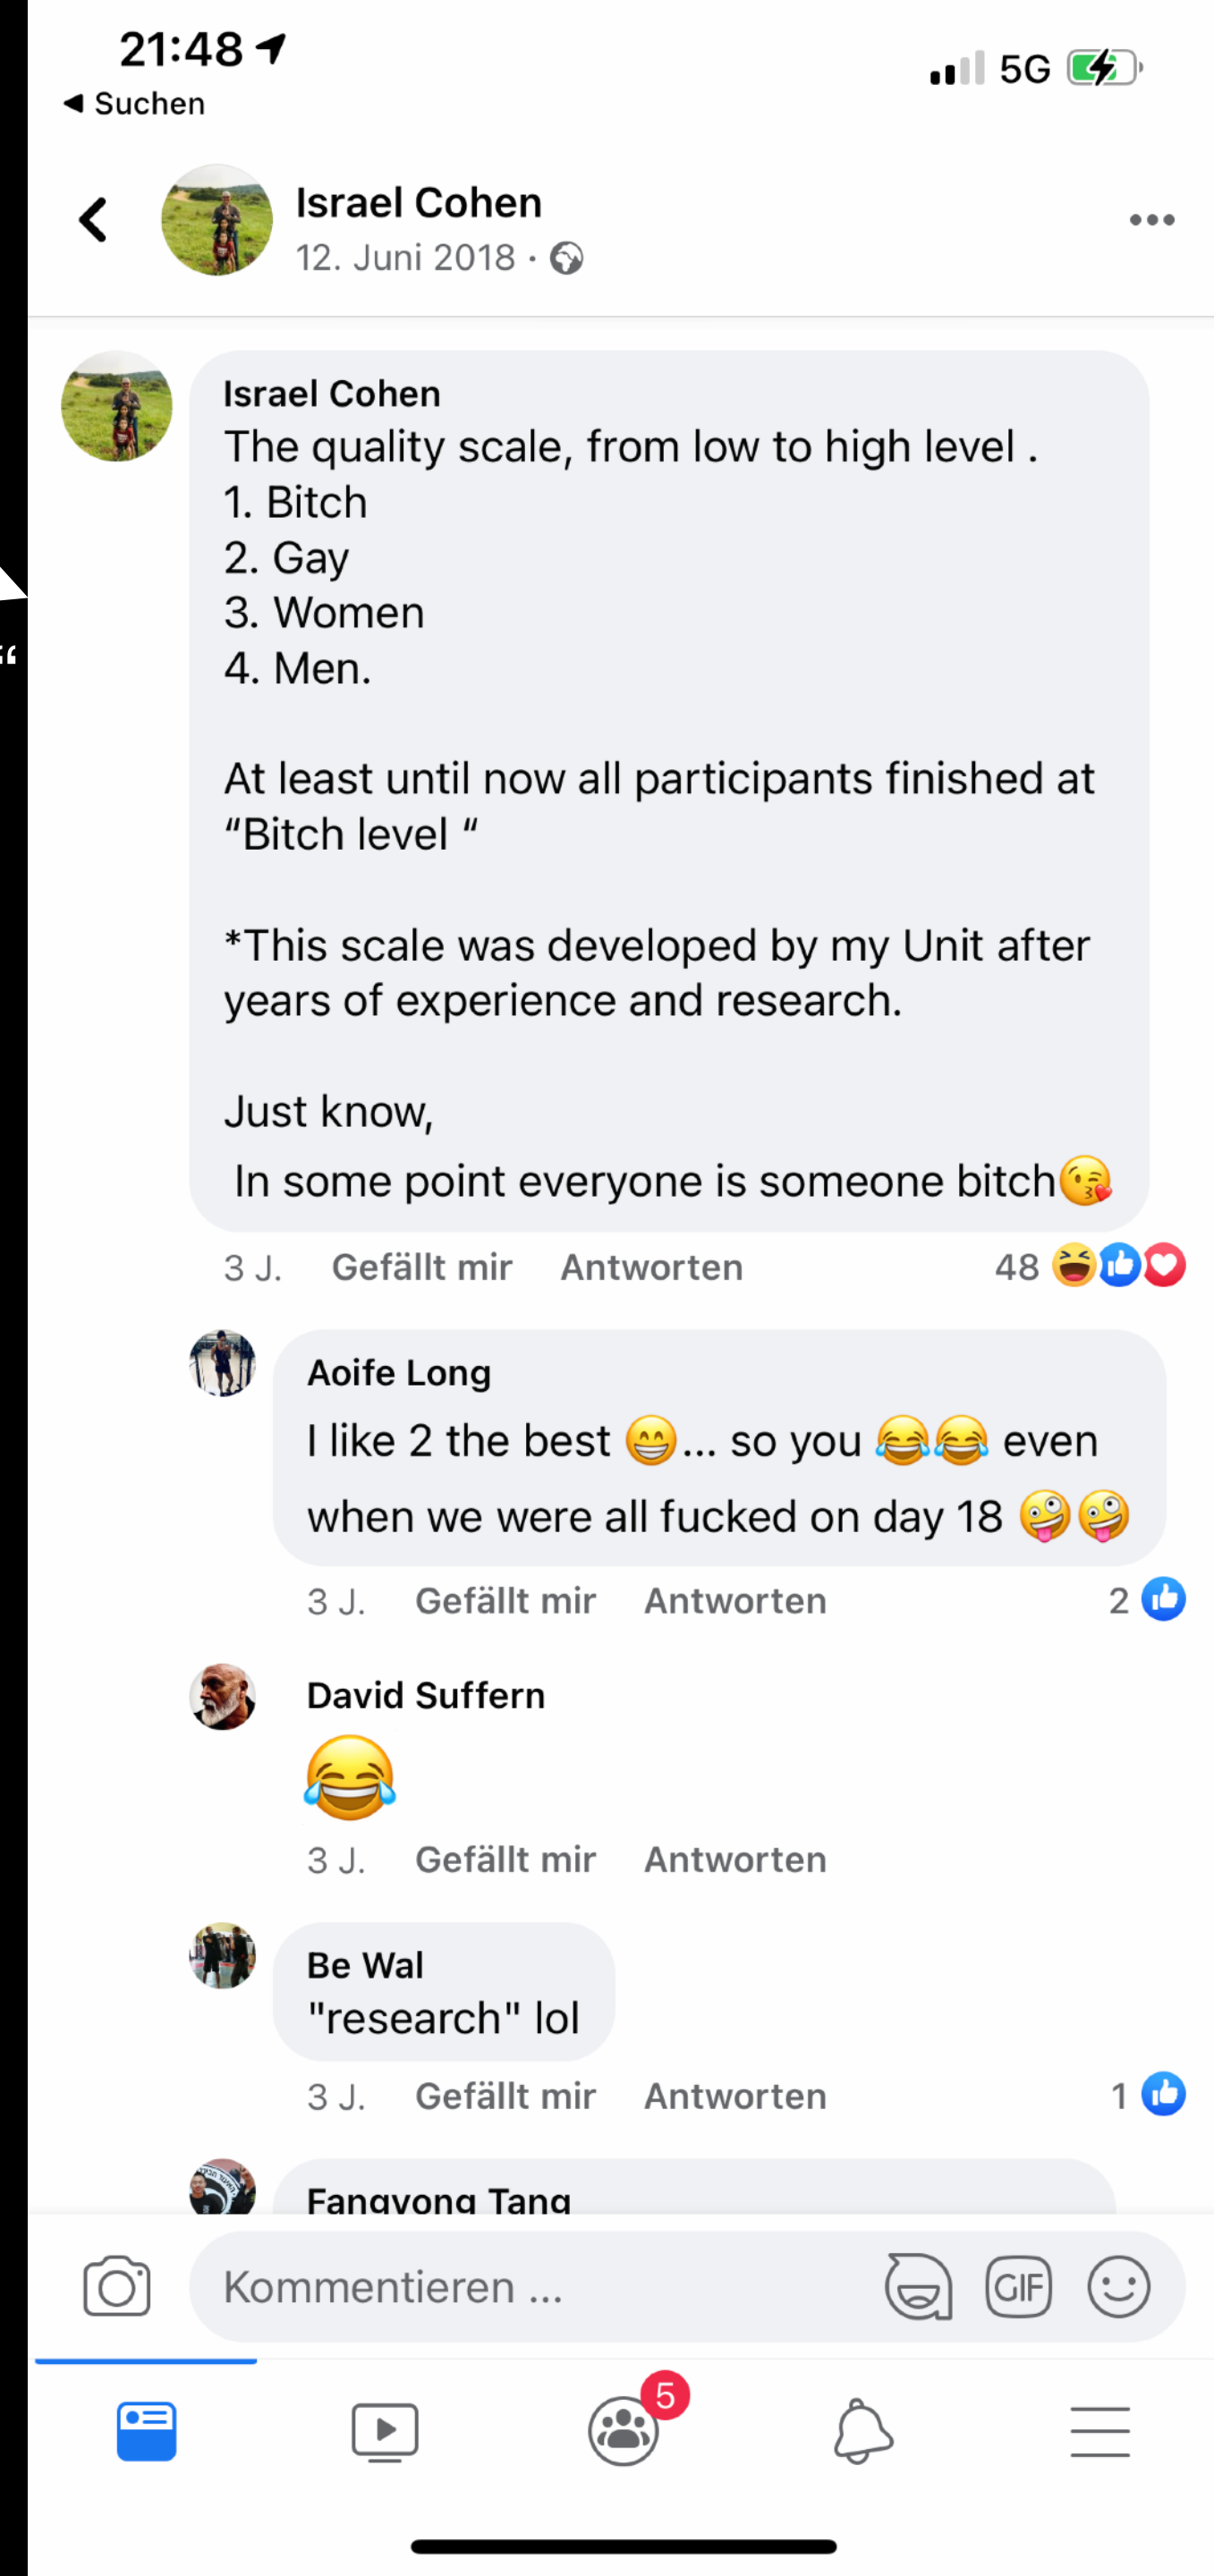 21:48
5G
◀ Suchen
Israel Cohen
12. Juni 2018 ·
“
Israel Cohen
The quality scale, from low to high level .
1. Bitch
2. Gay
3. Women
4. Men.
At least until now all participants finished at
“Bitch level “
*This scale was developed by my Unit after
years of experience and research.
Just know,
In some point everyone is someone bitch😘
3 J. Gefällt mir Antworten 48
Aoife Long
I like 2 the best 😁... so you 😂😂 even
when we were all fucked on day 18 🤪🤪
3 J. Gefällt mir Antworten 2
David Suffern
😂
3 J. Gefällt mir Antworten
Be Wal
"research" lol
3 J. Gefällt mir Antworten 1
Fangyong Tang
Kommentieren ...
GIF
5